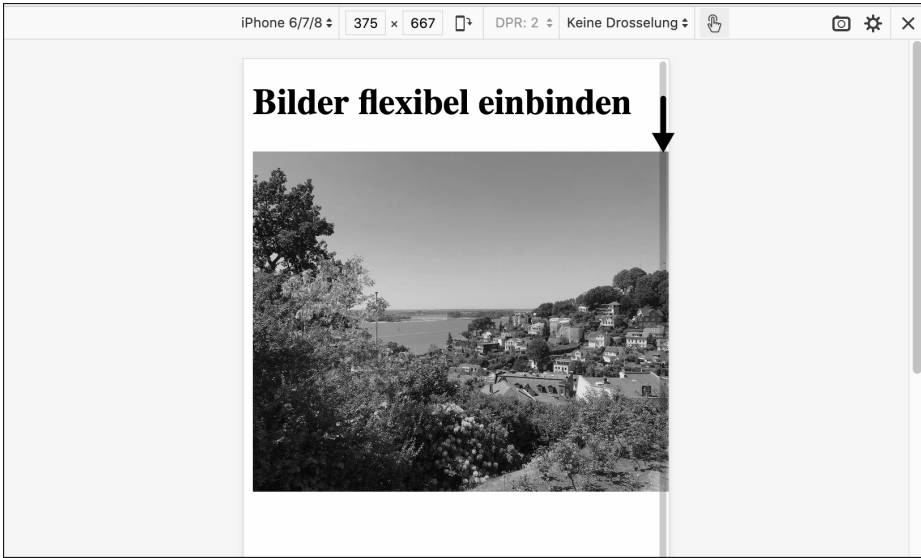 iPhone 6/7/8 375 × 667 DPR: 2 Keine Drosselung
Bilder flexibel einbinden